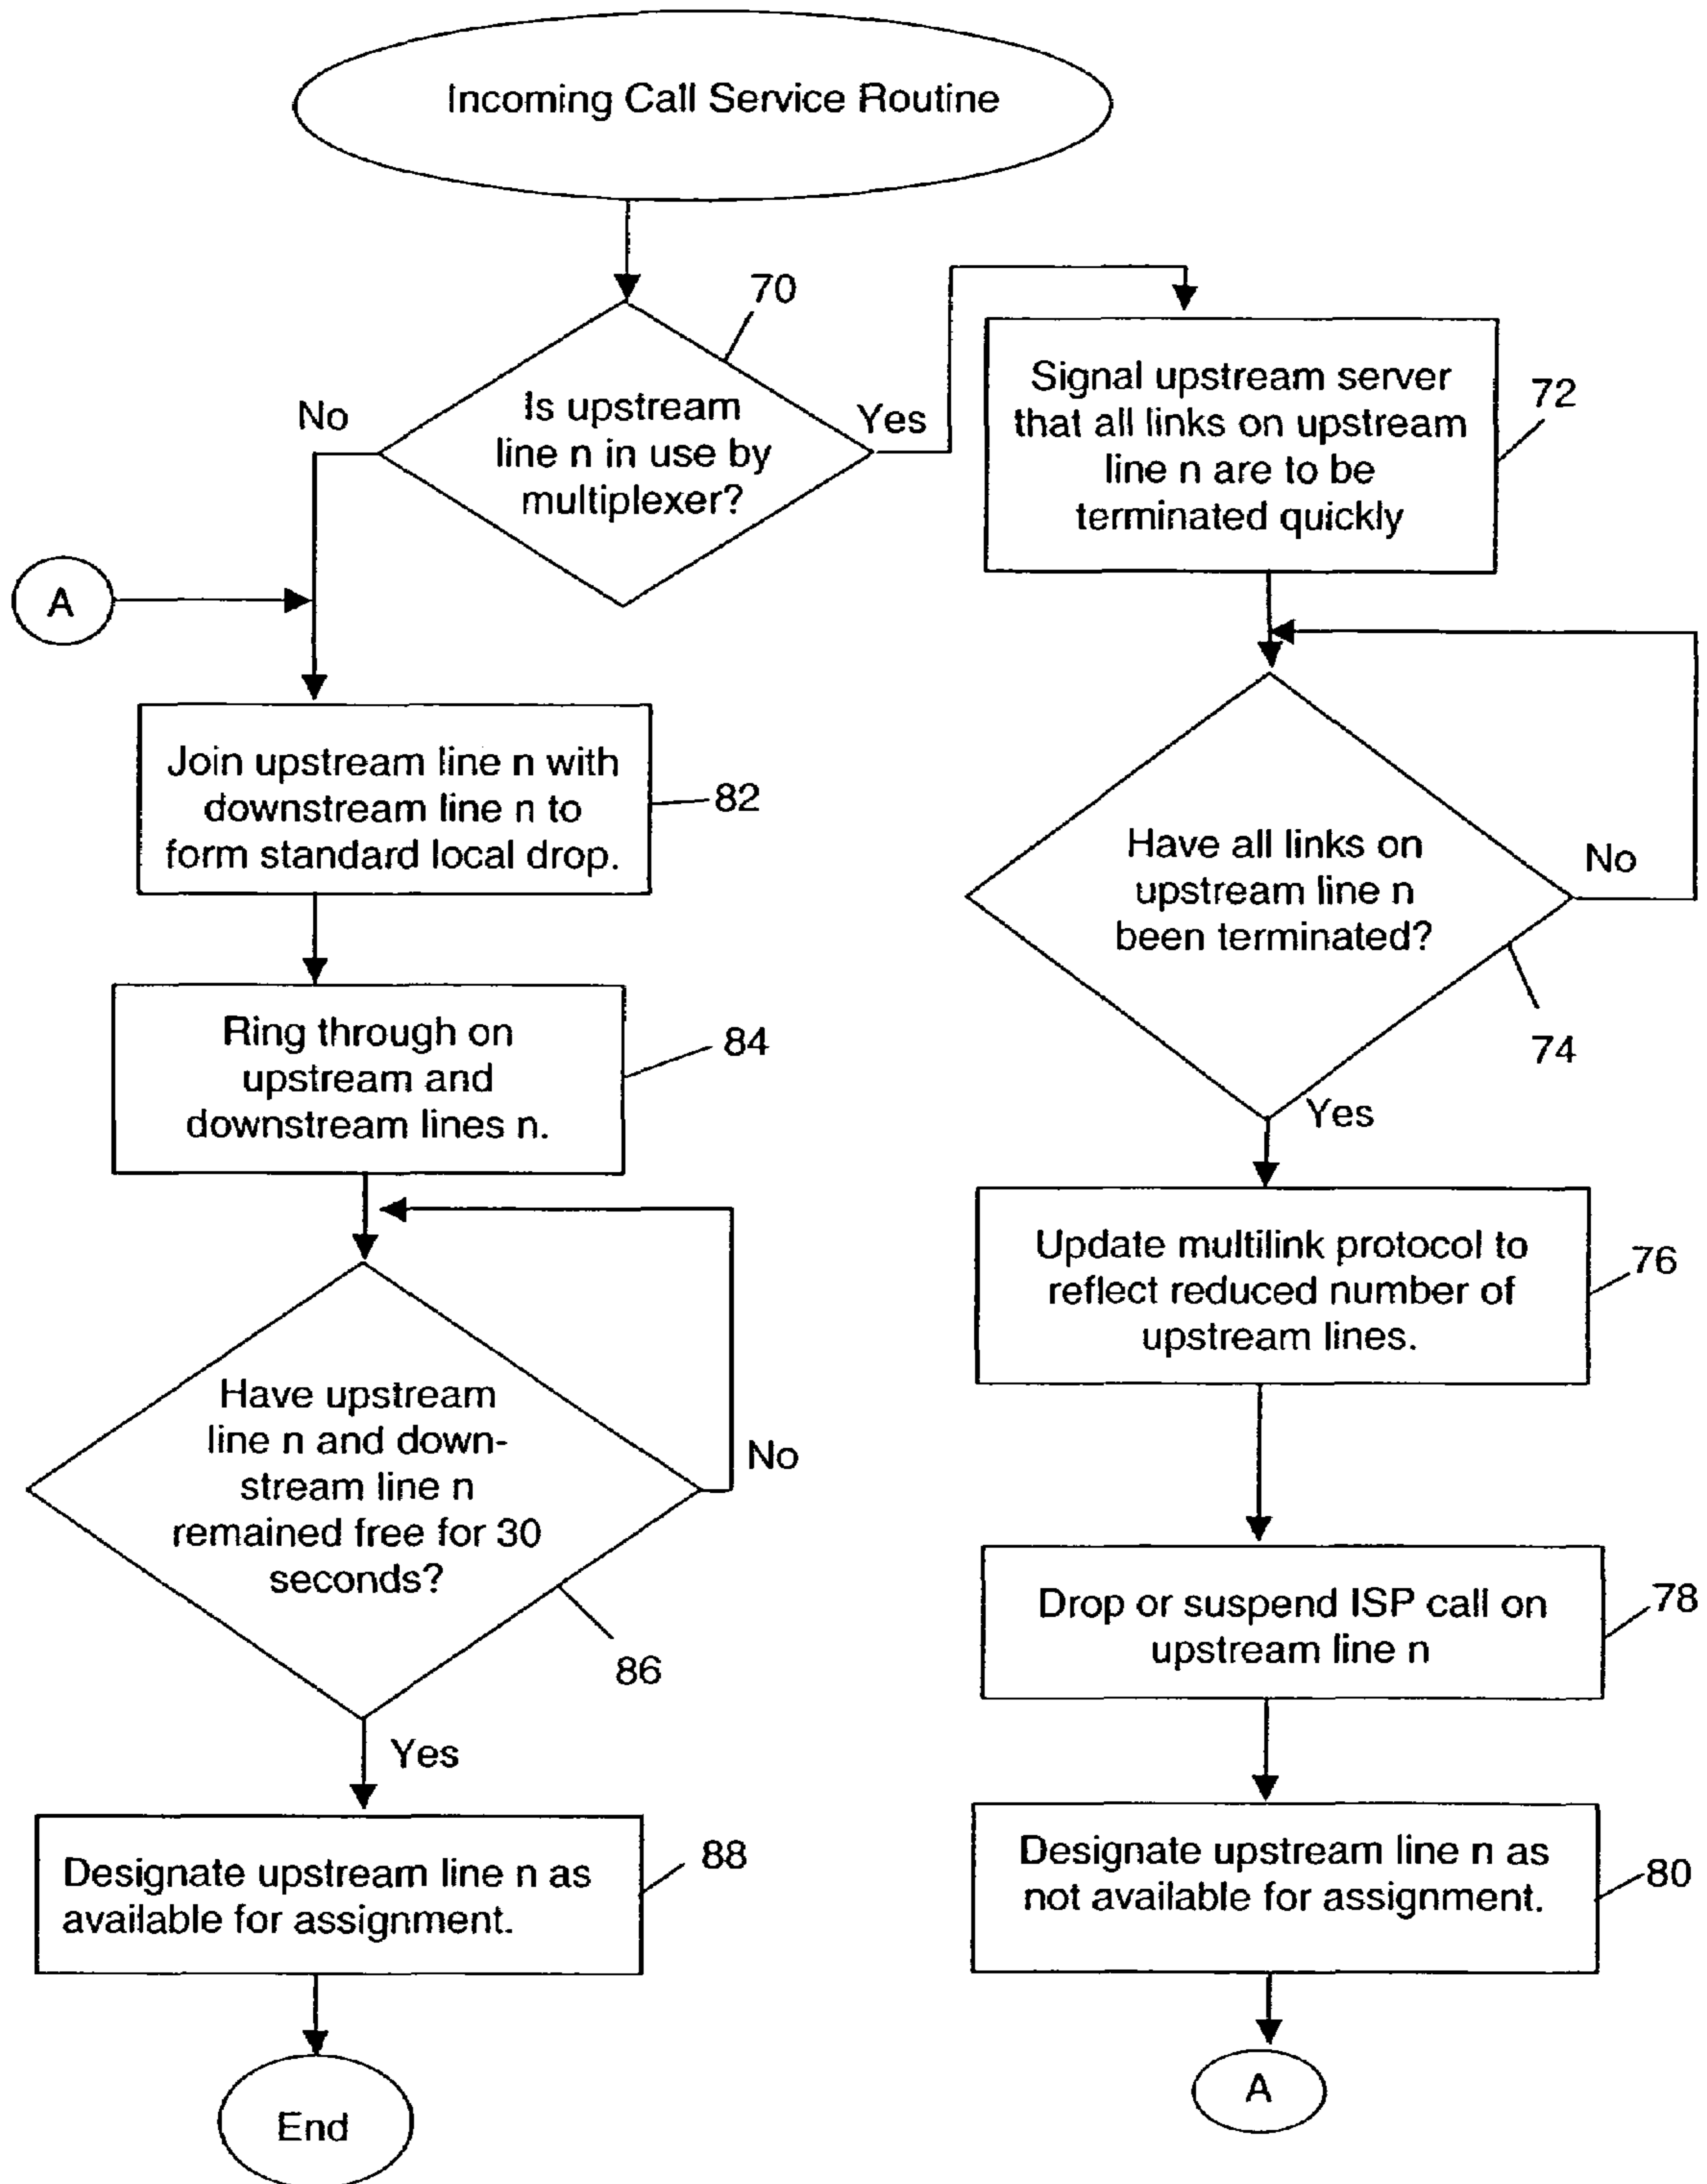 Incoming Call Service Routine
70
Is upstream
line n in use by
multiplexer?
No
Yes
Signal upstream server
that all links on upstream
line n are to be
terminated quickly
72
A
Join upstream line n with
downstream line n to
form standard local drop.
82
Have all links on
upstream line n
been terminated?
No
74
Yes
Ring through on
upstream and
downstream lines n.
84
Update multilink protocol to
reflect reduced number of
upstream lines.
76
Have upstream
line n and down-
stream line n
remained free for 30
seconds?
No
86
Yes
Drop or suspend ISP call on
upstream line n
78
Designate upstream line n as
available for assignment.
88
Designate upstream line n as
not available for assignment.
80
End
A